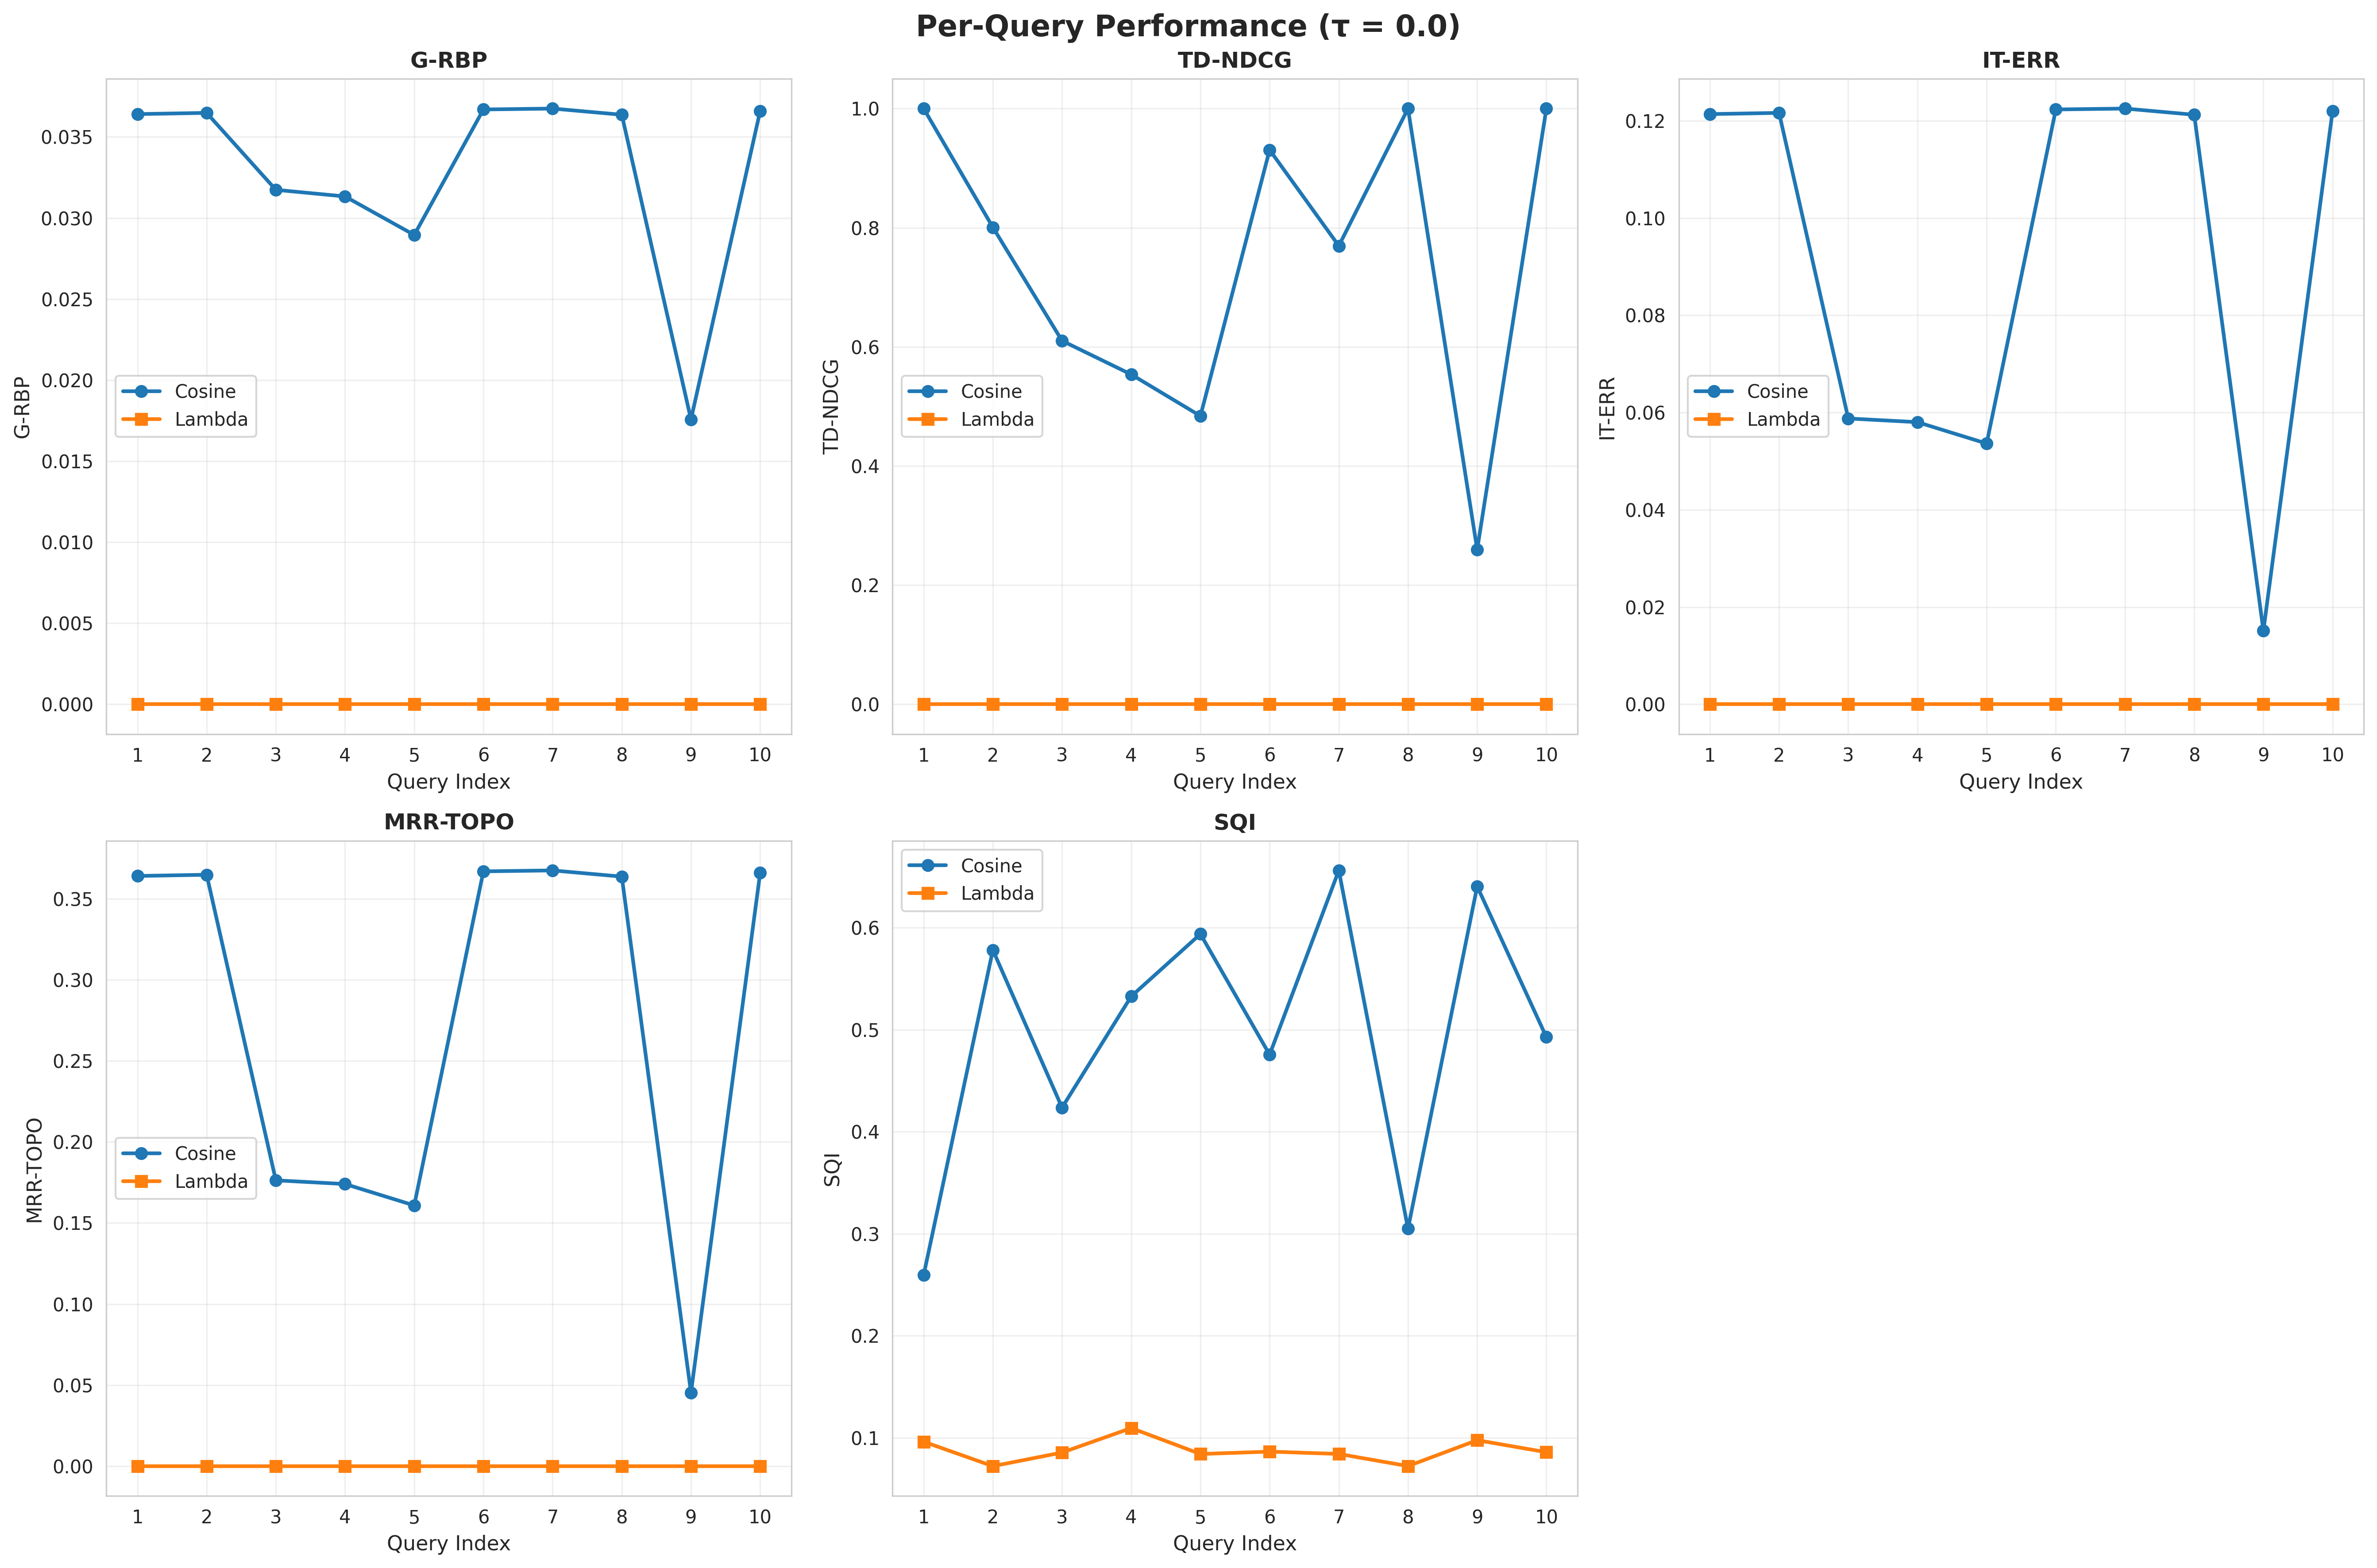 Per-Query Performance (τ = 0.0)
G-RBP
G-RBP
0.035
0.030
0.025
0.020
0.015
0.010
0.005
0.000
Cosine
Lambda
1 2 3 4 5 6 7 8 9 10
Query Index
TD-NDCG
TD-NDCG
1.0
0.8
0.6
0.4
0.2
0.0
Cosine
Lambda
1 2 3 4 5 6 7 8 9 10
Query Index
IT-ERR
IT-ERR
0.12
0.10
0.08
0.06
0.04
0.02
0.00
Cosine
Lambda
1 2 3 4 5 6 7 8 9 10
Query Index
MRR-TOPO
MRR-TOPO
0.35
0.30
0.25
0.20
0.15
0.10
0.05
0.00
Cosine
Lambda
1 2 3 4 5 6 7 8 9 10
Query Index
SQI
SQI
0.6
0.5
0.4
0.3
0.2
0.1
Cosine
Lambda
1 2 3 4 5 6 7 8 9 10
Query Index